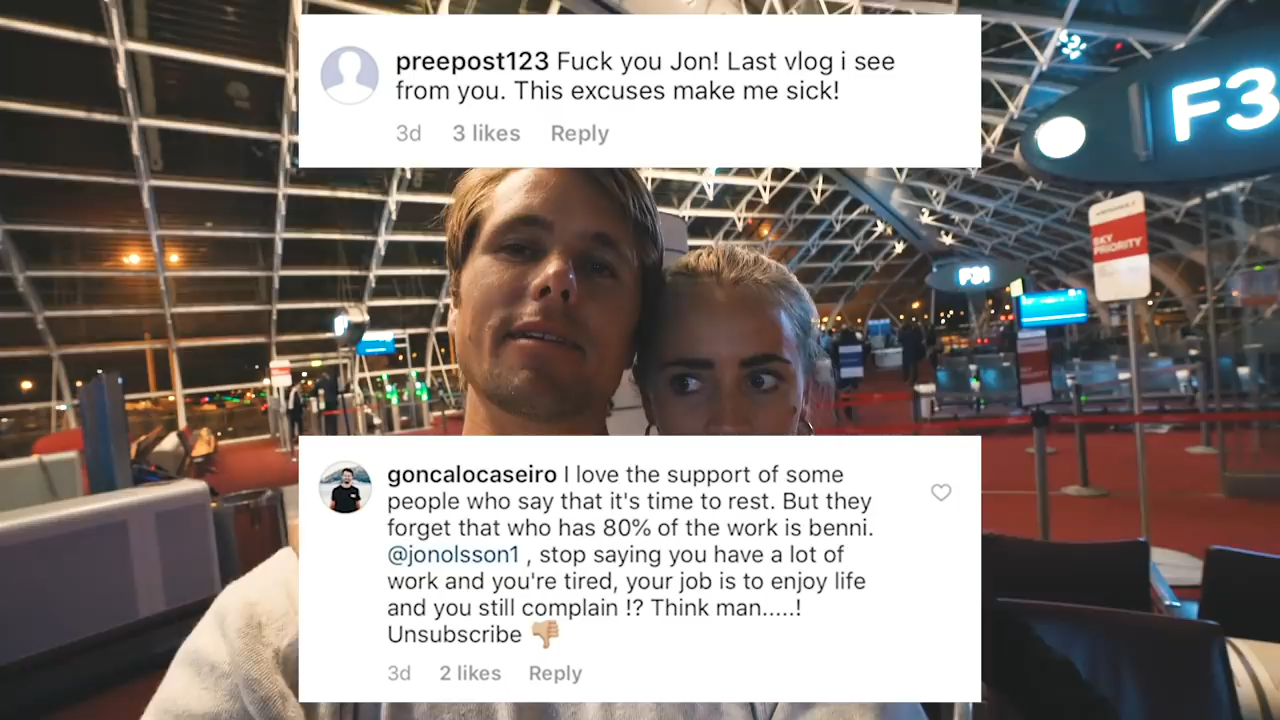 preepost123 Fuck you Jon! Last vlog i see
from you. This excuses make me sick!
3d 3 likes Reply
F3
SKY
PRIORITY
F31
goncalocaseiro I love the support of some
people who say that it's time to rest. But they
forget that who has 80% of the work is benni.
@jonolsson1 , stop saying you have a lot of
work and you're tired, your job is to enjoy life
and you still complain !? Think man.....!
Unsubscribe 👎🏼
3d 2 likes Reply